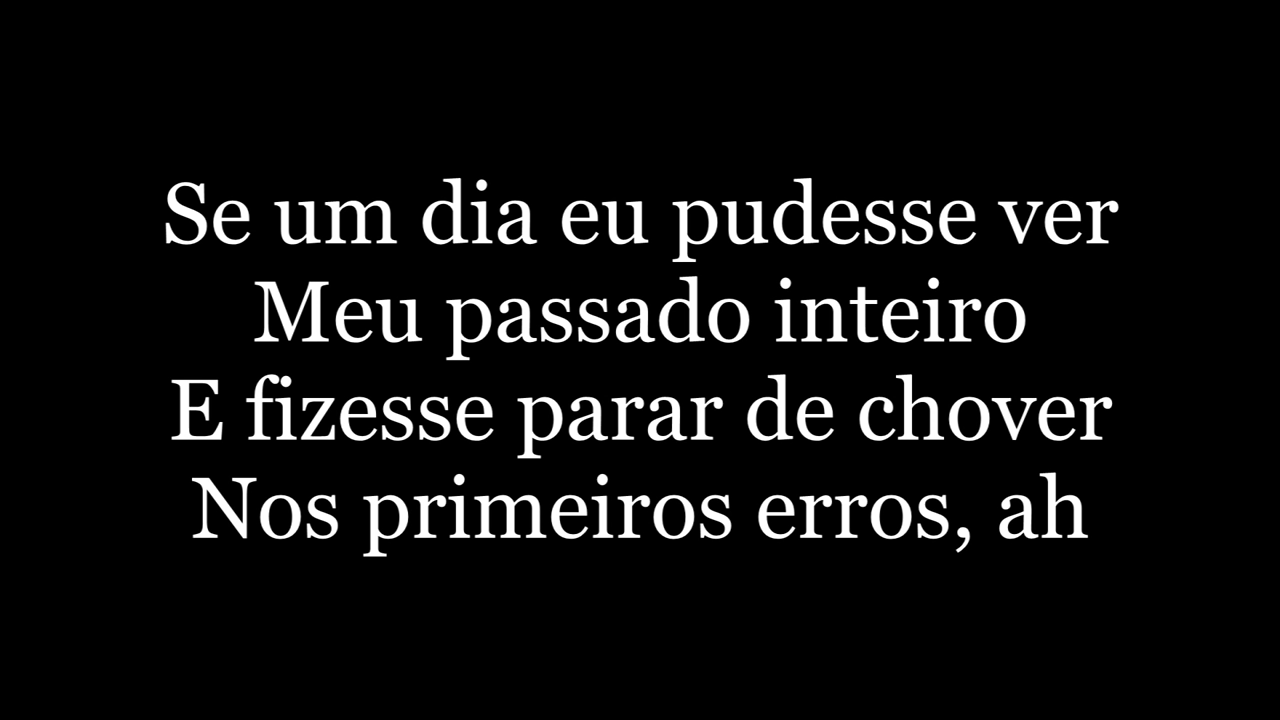 Se um dia eu pudesse ver
Meu passado inteiro
E fizesse parar de chover
Nos primeiros erros, ah